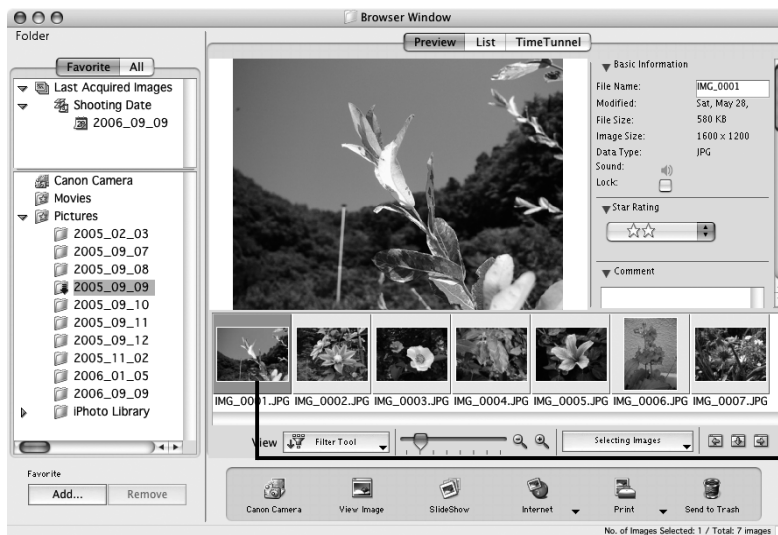 Browser Window
Folder
Favorite All
Last Acquired Images
Shooting Date
2006_09_09
Canon Camera
Movies
Pictures
2005_02_03
2005_09_07
2005_09_08
2005_09_09
2005_09_10
2005_09_11
2005_09_12
2005_11_02
2006_01_05
2006_09_09
iPhoto Library
Favorite
Add... Remove
Preview List TimeTunnel
Basic Information
File Name: IMG_0001
Modified: Sat, May 28,
File Size: 580 KB
Image Size: 1600 x 1200
Data Type: JPG
Sound:
Lock:
Star Rating
Comment
IMG_0001.JPG IMG_0002.JPG IMG_0003.JPG IMG_0004.JPG IMG_0005.JPG IMG_0006.JPG IMG_0007.JPG
View Filter Tool Selecting Images
Canon Camera View Image SlideShow Internet Print Send to Trash
No. of Images Selected: 1 / Total: 7 images